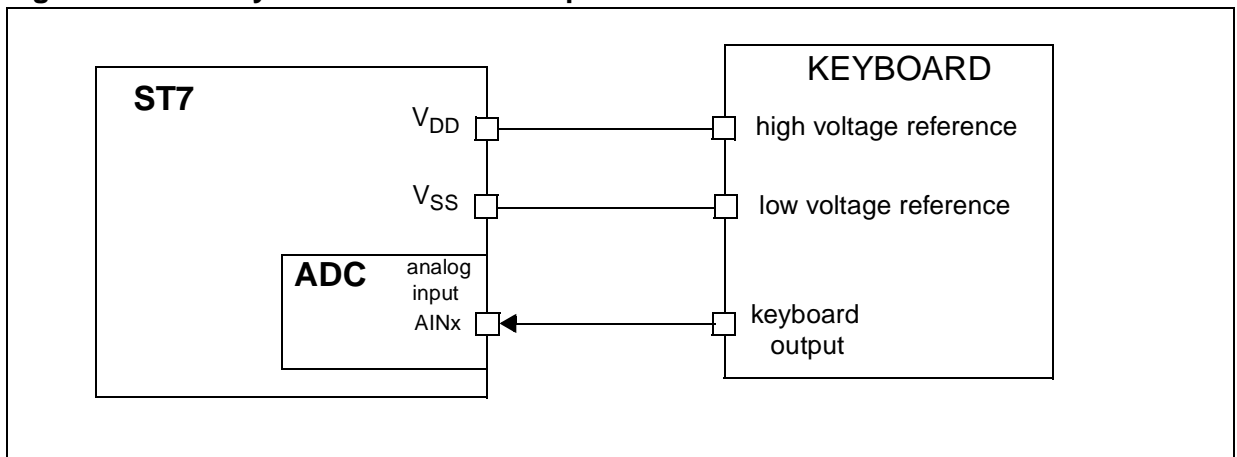 KEYBOARD
ST7
VDD
high voltage reference
VSS
low voltage reference
ADC
analog
input
AINx
keyboard
output